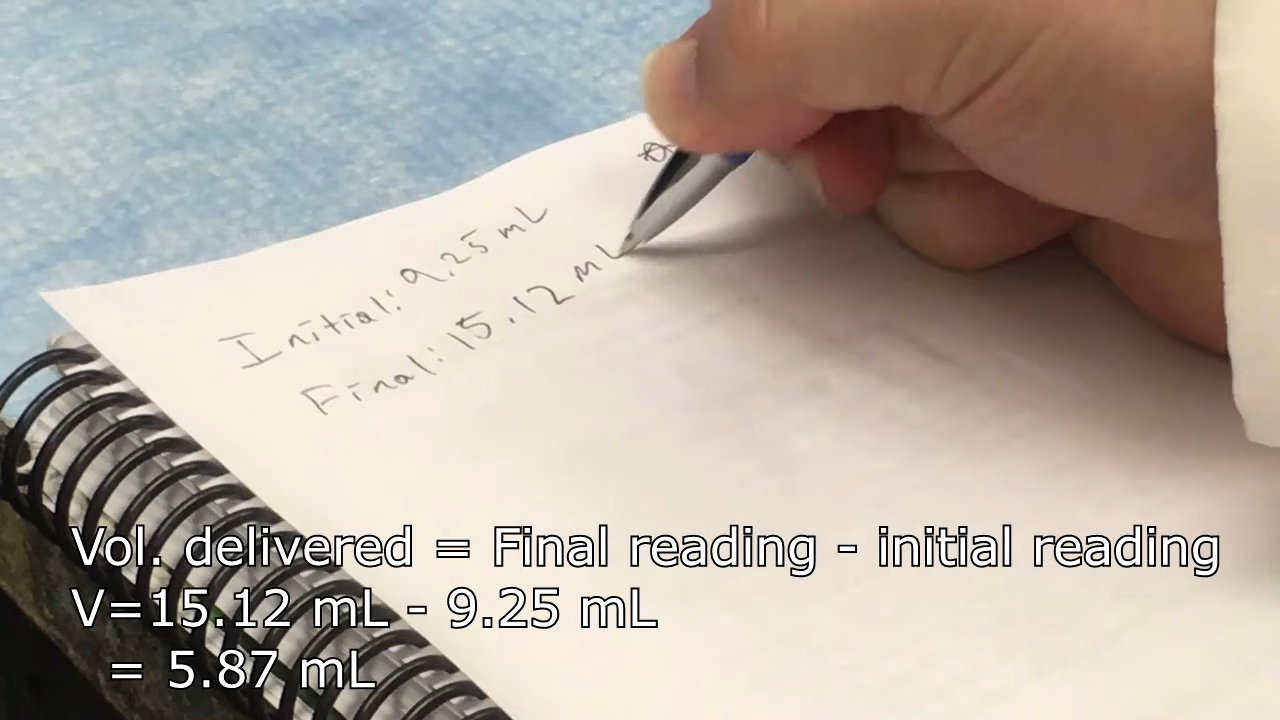 Initial: 9.25 mL
Final: 15.12 mL
Vol. delivered = Final reading - initial reading
V=15.12 mL - 9.25 mL
= 5.87 mL